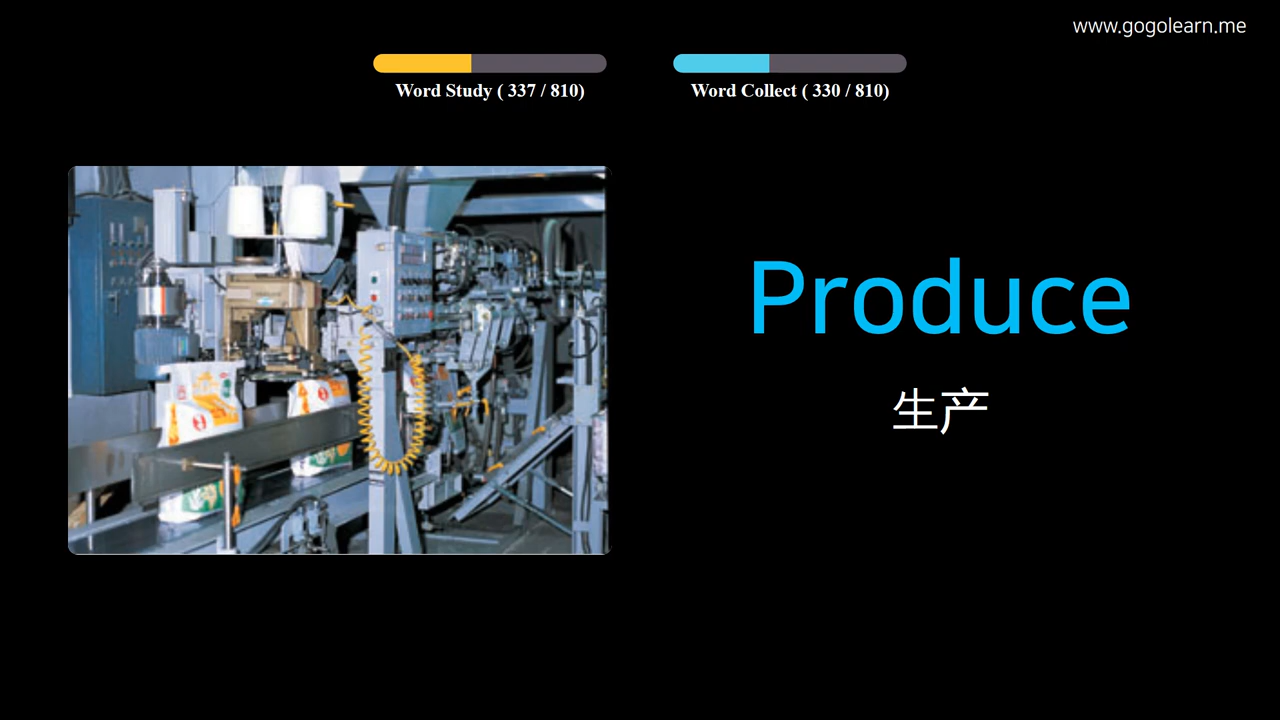 www.gogolearn.me
Word Study ( 337 / 810)
Word Collect ( 330 / 810)
Produce
生产